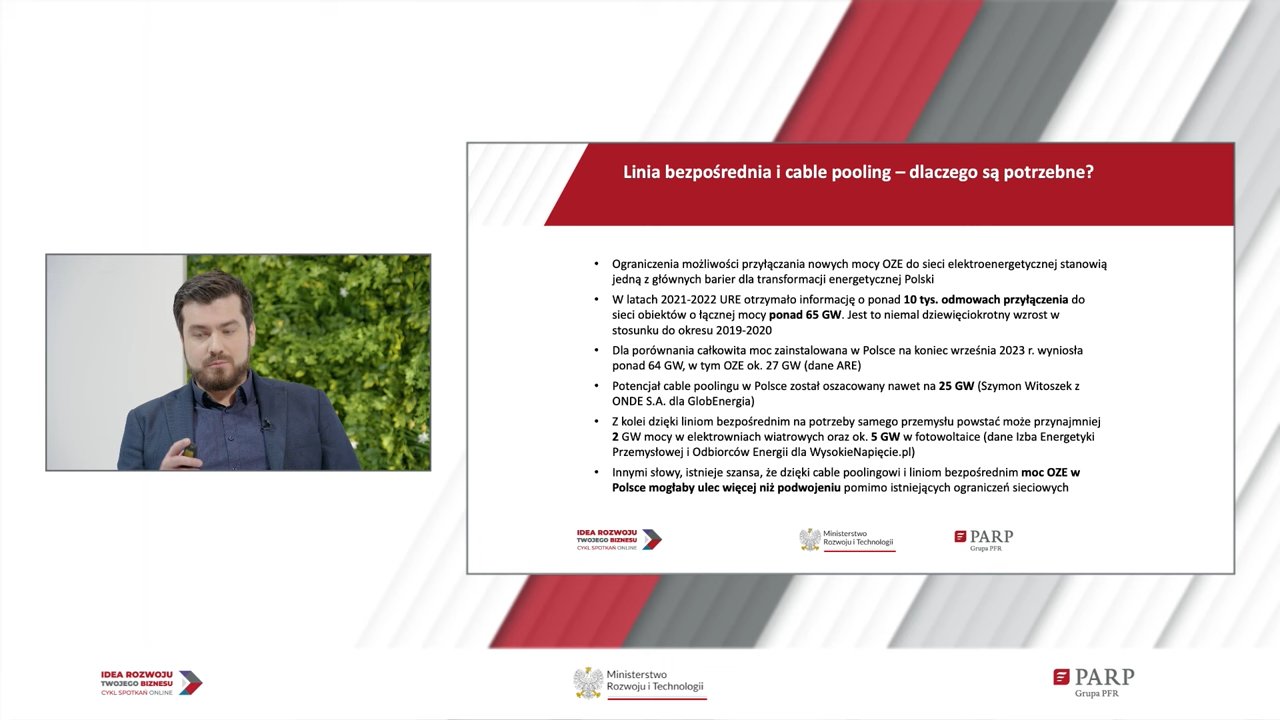 Linia bezpośrednia i cable pooling – dlaczego są potrzebne?
• Ograniczenia możliwości przyłączania nowych mocy OZE do sieci elektroenergetycznej stanowią
jedną z głównych barier dla transformacji energetycznej Polski
• W latach 2021-2022 URE otrzymało informację o ponad 10 tys. odmowach przyłączenia do
sieci obiektów o łącznej mocy ponad 65 GW. Jest to niemal dziewięciokrotny wzrost w
stosunku do okresu 2019-2020
• Dla porównania całkowita moc zainstalowana w Polsce na koniec września 2023 r. wyniosła
ponad 64 GW, w tym OZE ok. 27 GW (dane ARE)
• Potencjał cable poolingu w Polsce został oszacowany nawet na 25 GW (Szymon Witoszek z
ONDE S.A. dla GlobEnergia)
• Z kolei dzięki liniom bezpośrednim na potrzeby samego przemysłu powstać może przynajmniej
2 GW mocy w elektrowniach wiatrowych oraz ok. 5 GW w fotowoltaice (dane Izba Energetyki
Przemysłowej i Odbiorców Energii dla WysokieNapięcie.pl)
• Innymi słowy, istnieje szansa, że dzięki cable poolingowi i liniom bezpośrednim moc OZE w
Polsce mogłaby ulec więcej niż podwojeniu pomimo istniejących ograniczeń sieciowych
IDEA ROZWOJU
TWOJEGO BIZNESU
CYKL SPOTKAŃ ONLINE
Ministerstwo
Rozwoju i Technologii
PARP
Grupa PFR
IDEA ROZWOJU
TWOJEGO BIZNESU
CYKL SPOTKAŃ ONLINE
Ministerstwo
Rozwoju i Technologii
PARP
Grupa PFR